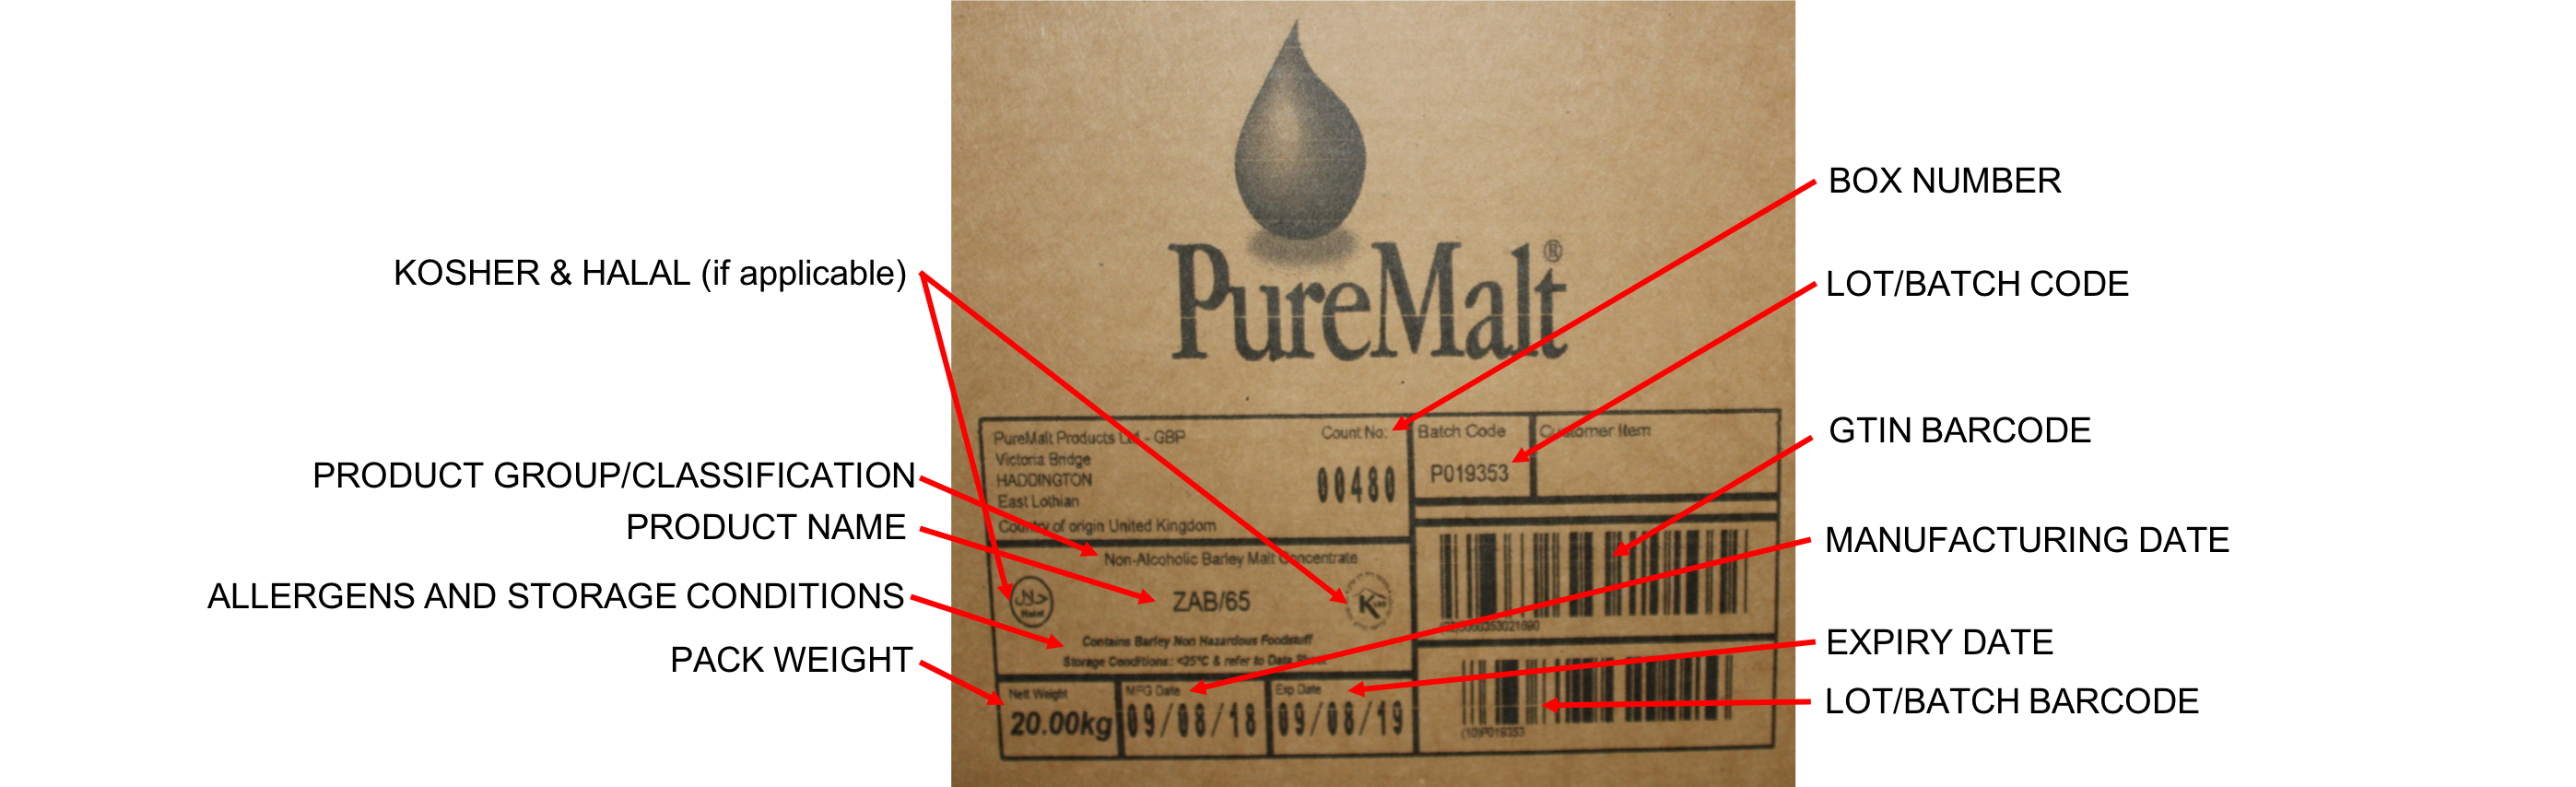 PureMalt®
BOX NUMBER
LOT/BATCH CODE
GTIN BARCODE
MANUFACTURING DATE
EXPIRY DATE
LOT/BATCH BARCODE
KOSHER & HALAL (if applicable)
PRODUCT GROUP/CLASSIFICATION
PRODUCT NAME
ALLERGENS AND STORAGE CONDITIONS
PACK WEIGHT
PureMalt Products Ltd - GBP
Victoria Bridge
HADDINGTON
East Lothian
Country of origin United Kingdom
Count No:
00480
Batch Code
P019353
Customer Item
Non-Alcoholic Barley Malt Concentrate
حلال
Halal
ZAB/65
K
Contains Barley Non Hazardous Foodstuff
Storage Conditions: <25°C & refer to Data Sheet
Nett Weight
20.00kg
MFG Date
09/08/18
Exp Date
09/08/19
(10)P019353